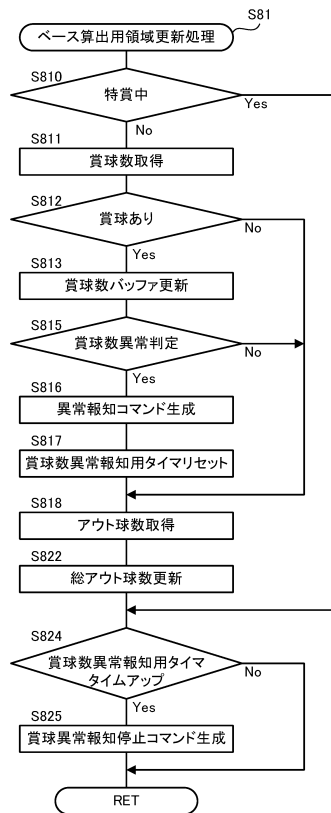 S81
ベース算出用領域更新処理
S810
特賞中
Yes
No
S811
賞球数取得
S812
賞球あり
No
Yes
S813
賞球数バッファ更新
S815
賞球数異常判定
No
Yes
S816
異常報知コマンド生成
S817
賞球数異常報知用タイマリセット
S818
アウト球数取得
S822
総アウト球数更新
S824
賞球数異常報知用タイマ
タイムアップ
No
Yes
S825
賞球異常報知停止コマンド生成
RET